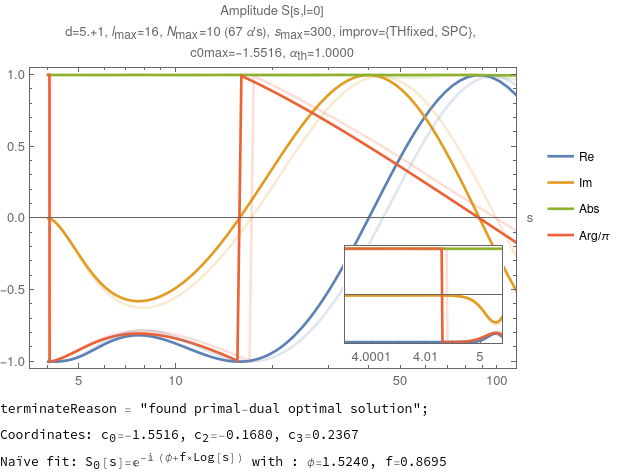 Amplitude S[s,l=0]
d=5.+1, lmax=16, Nmax=10 (67 α's), smax=300, improv={THfixed, SPC},
c0max=−1.5516, αth=1.0000
1.0
0.5
0.0
−0.5
−1.0
5
10
50
100
s
4.0001
4.01
5
Re
Im
Abs
Arg/π
terminateReason = "found primal-dual optimal solution";
Coordinates: c0=-1.5516, c2=-0.1680, c3=0.2367
Naïve fit: S0[s]=e^-i (ϕ+f×Log[s]) with : ϕ=1.5240, f=0.8695